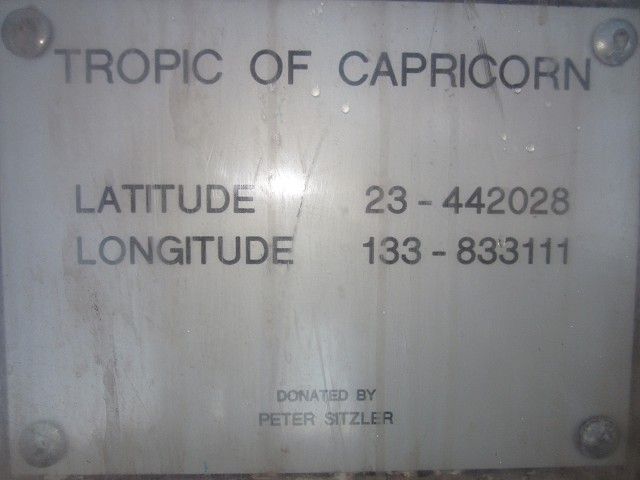 TROPIC OF CAPRICORN
LATITUDE 23-442028
LONGITUDE 133-833111
DONATED BY
PETER SITZLER